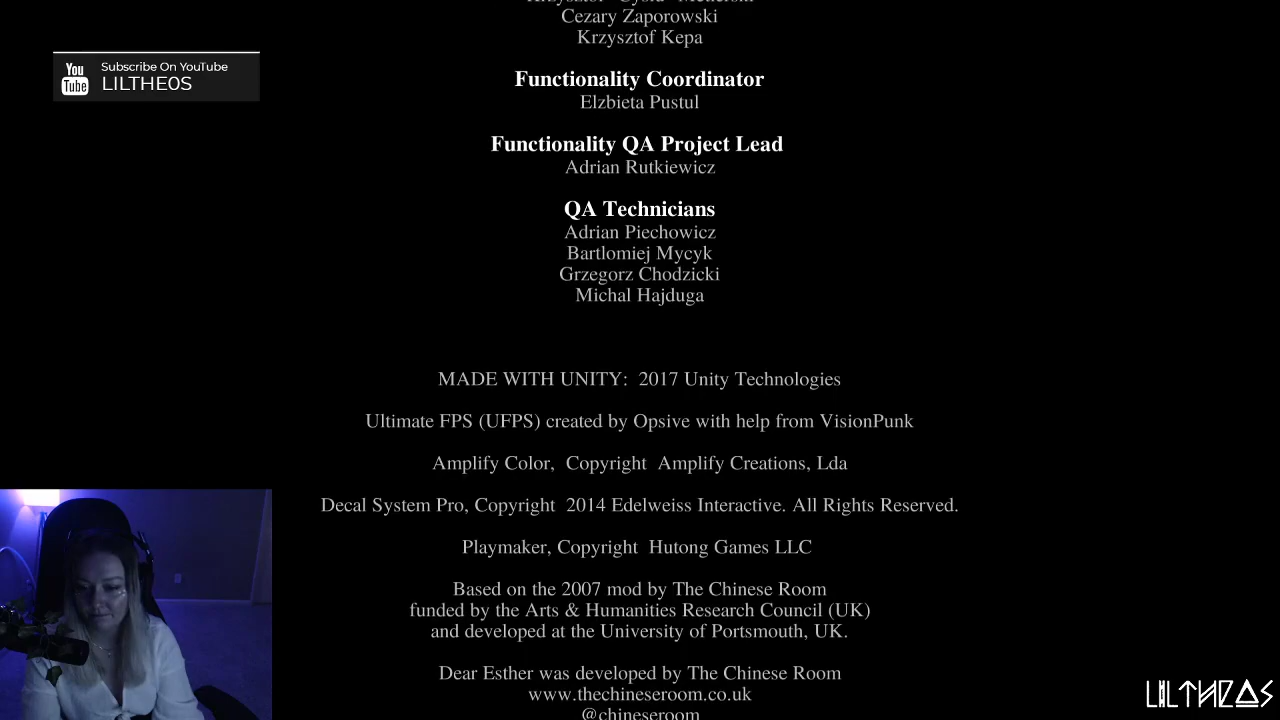 Cezary Zaporowski
Krzysztof Kepa
You
Tube
Subscribe On YouTube
LILTHE0S
Functionality Coordinator
Elzbieta Pustul
Functionality QA Project Lead
Adrian Rutkiewicz
QA Technicians
Adrian Piechowicz
Bartlomiej Mycyk
Grzegorz Chodzicki
Michal Hajduga
MADE WITH UNITY:  2017 Unity Technologies
Ultimate FPS (UFPS) created by Opsive with help from VisionPunk
Amplify Color,  Copyright  Amplify Creations, Lda
Decal System Pro, Copyright  2014 Edelweiss Interactive. All Rights Reserved.
Playmaker, Copyright  Hutong Games LLC
Based on the 2007 mod by The Chinese Room
funded by the Arts & Humanities Research Council (UK)
and developed at the University of Portsmouth, UK.
Dear Esther was developed by The Chinese Room
www.thechineseroom.co.uk
@chineseroom
LILTHEOS